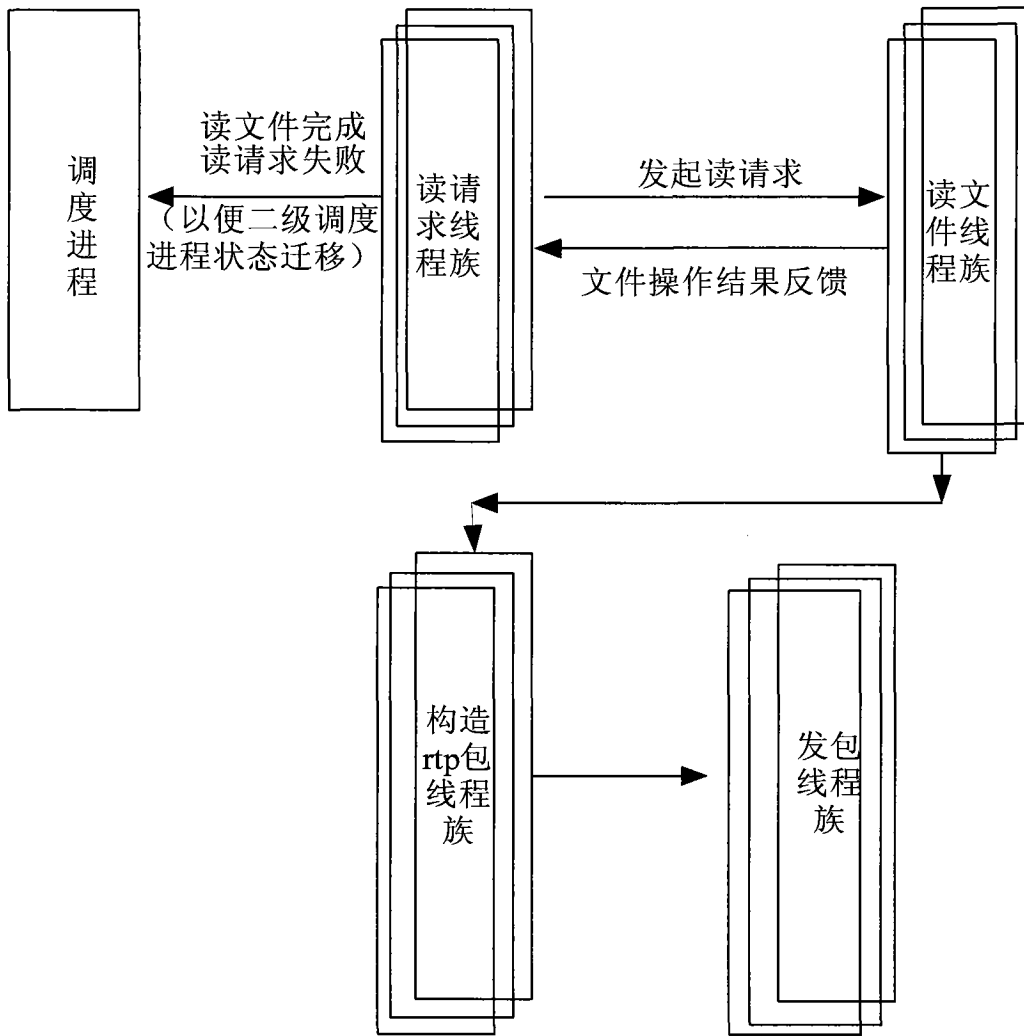 调
度
进
程
读文件完成
读请求失败
（以便二级调度
进程状态迁移）
读请
求线
程族
发起读请求
文件操作结果反馈
读文
件线
程族
构造
rtp包
线程
族
发包
线程
族